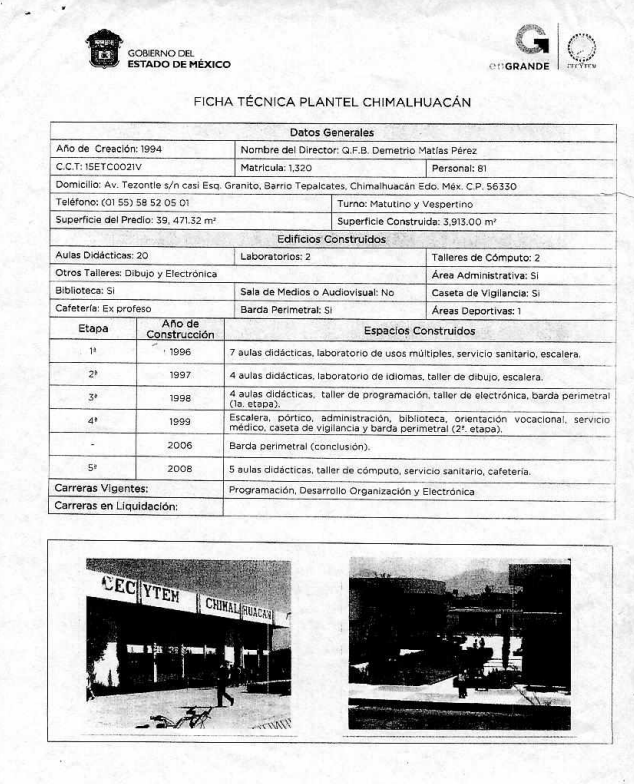 GOBIERNO DEL
ESTADO DE MÉXICO
enGRANDE
CECYTEM
FICHA TÉCNICA PLANTEL CHIMALHUACÁN
Datos Generales
Año de Creación: 1994 Nombre del Director: Q.F.B. Demetrio Matías Pérez
C.C.T: 15ETC0021V Matricula: 1,320 Personal: 81
Domicilio: Av. Tezontle s/n casi Esq. Granito, Barrio Tepalcates, Chimalhuacán Edo. Méx. C.P. 56330
Teléfono: (01 55) 58 52 05 01 Turno: Matutino y Vespertino
Superficie del Predio: 39, 471.32 m² Superficie Construida: 3,913.00 m²
Edificios Construidos
Aulas Didácticas: 20 Laboratorios: 2 Talleres de Cómputo: 2
Otros Talleres: Dibujo y Electrónica Área Administrativa: Si
Biblioteca: Si Sala de Medios o Audiovisual: No Caseta de Vigilancia: Si
Cafetería: Ex profeso Barda Perimetral: Si Áreas Deportivas: 1
Etapa Año de Construcción Espacios Construidos
1ª 1996 7 aulas didácticas, laboratorio de usos múltiples, servicio sanitario, escalera.
2ª 1997 4 aulas didácticas, laboratorio de idiomas, taller de dibujo, escalera.
3ª 1998 4 aulas didácticas, taller de programación, taller de electrónica, barda perimetral
(1a. etapa).
4ª 1999 Escalera, pórtico, administración, biblioteca, orientación vocacional, servicio
médico, caseta de vigilancia y barda perimetral (2ª. etapa).
- 2006 Barda perimetral (conclusión).
5ª 2008 5 aulas didácticas, taller de cómputo, servicio sanitario, cafetería.
Carreras Vigentes: Programación, Desarrollo Organización y Electrónica
Carreras en Liquidación:
CECYTEM CHIMALHUACAN